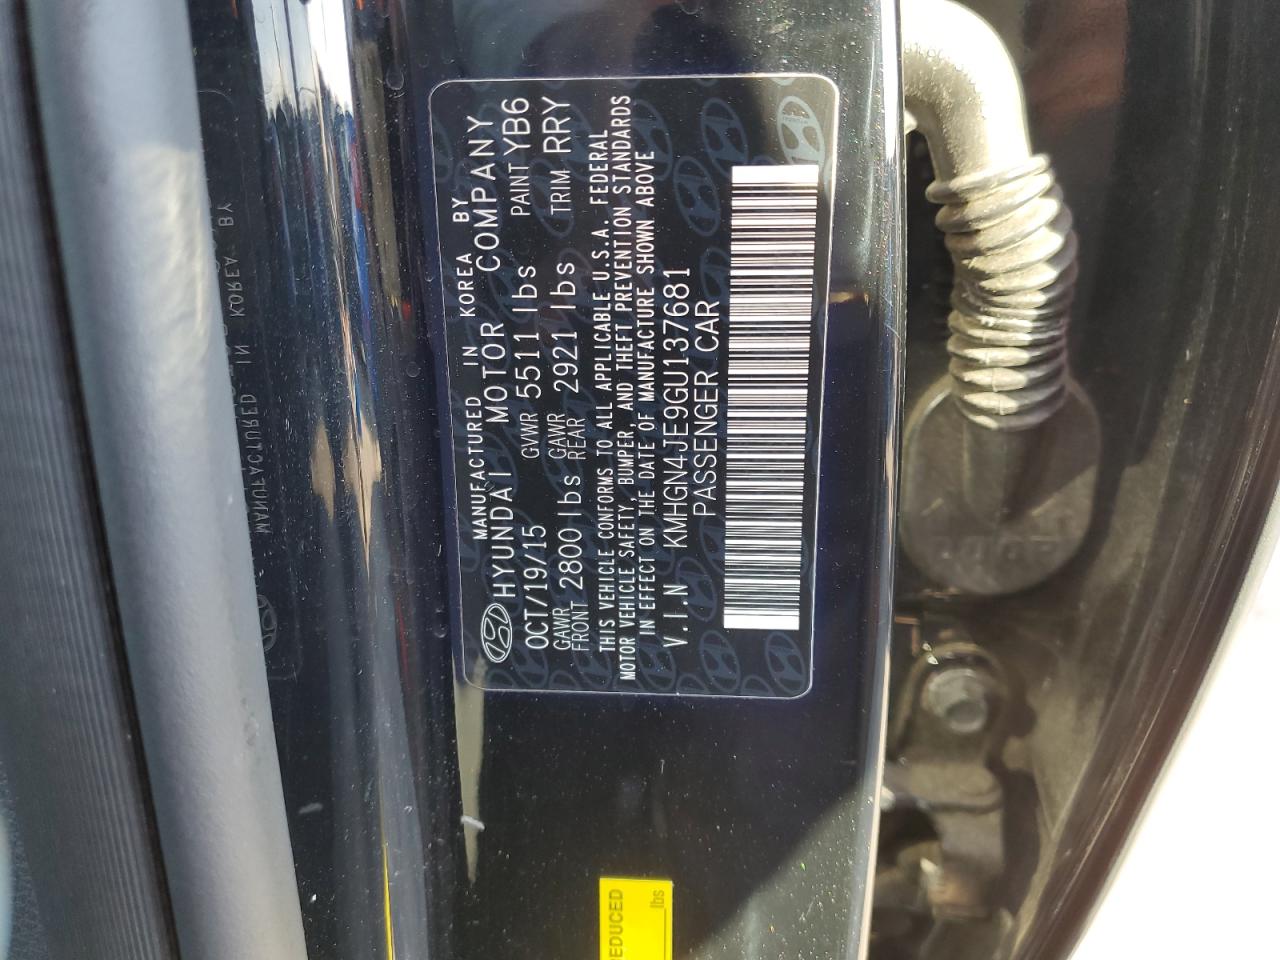 MANUFACTURED IN KOREA BY
HYUNDAI MOTOR COMPANY
OCT/19/15 GVWR 5511 lbs PAINT YB6
GAWR FRONT 2800 lbs GAWR REAR 2921 lbs TRIM RRY
THIS VEHICLE CONFORMS TO ALL APPLICABLE U.S.A. FEDERAL
MOTOR VEHICLE SAFETY, BUMPER, AND THEFT PREVENTION STANDARDS
IN EFFECT ON THE DATE OF MANUFACTURE SHOWN ABOVE
V.I.N KMHGN4JE9GU137681
PASSENGER CAR
EDUCED
lbs
MANUFACTURED IN KOREA BY